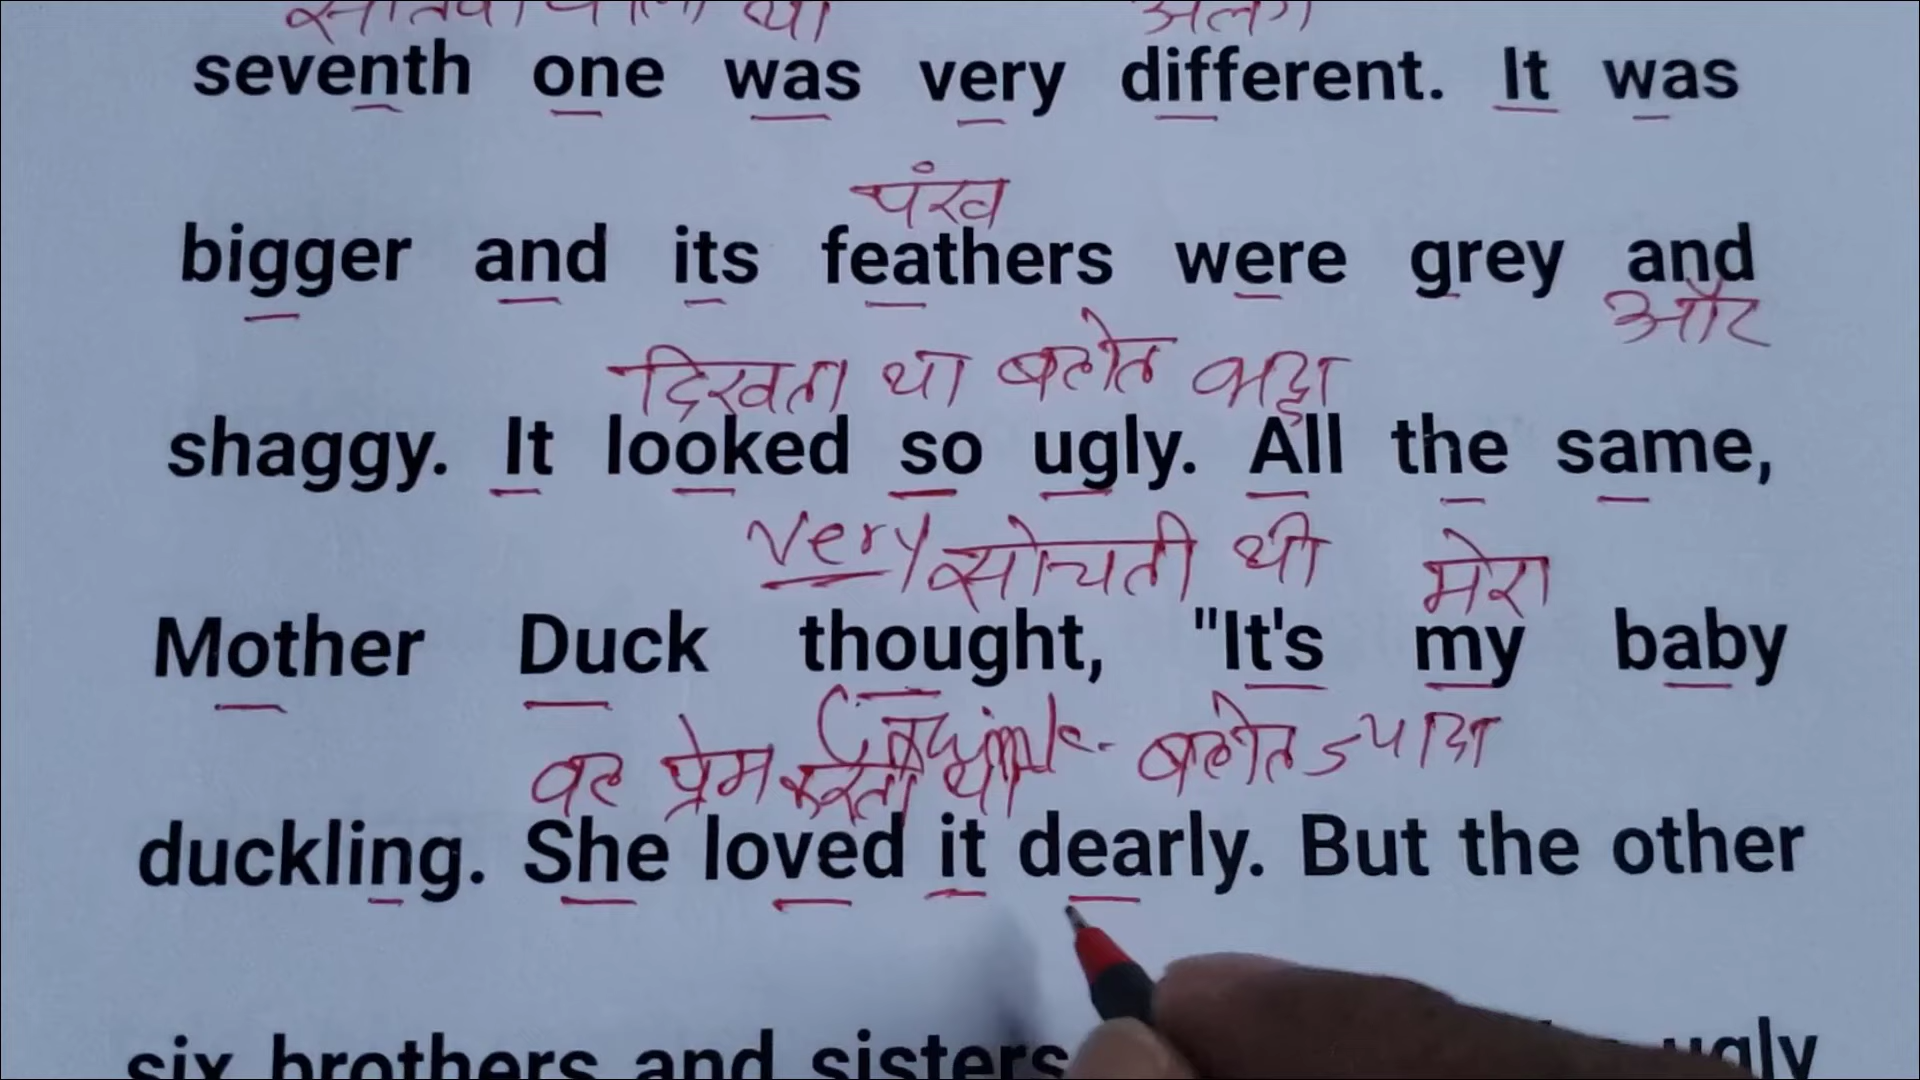 सातवा वाला था अलग
seventh one was very different. It was
पंख
bigger and its feathers were grey and
और
दिखता था बहोत भद्दा
shaggy. It looked so ugly. All the same,
very सोचती थी मेरा
Mother Duck thought, "It's my baby
वह प्रेम करती थी बहोत ज्यादा
duckling. She loved it dearly. But the other
six brothers and sisters ugly